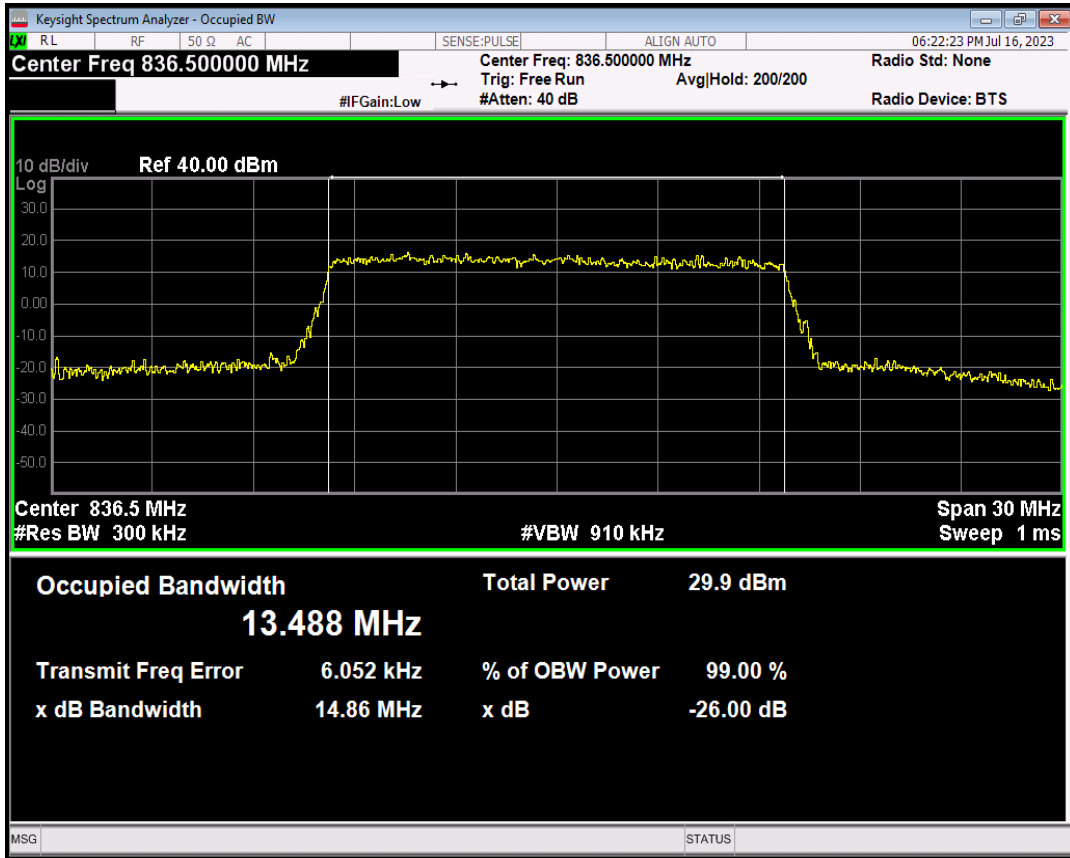 Keysight Spectrum Analyzer - Occupied BW
LXI RL RF 50 Ω AC SENSE:PULSE ALIGN AUTO 06:22:23 PM Jul 16, 2023
Center Freq 836.500000 MHz Center Freq: 836.500000 MHz Radio Std: None
Trig: Free Run Avg|Hold: 200/200
#IFGain:Low #Atten: 40 dB Radio Device: BTS
10 dB/div Ref 40.00 dBm
Log
30.0
20.0
10.0
0.00
-10.0
-20.0
-30.0
-40.0
-50.0
Center 836.5 MHz Span 30 MHz
#Res BW 300 kHz #VBW 910 kHz Sweep 1 ms
Occupied Bandwidth Total Power 29.9 dBm
13.488 MHz
Transmit Freq Error 6.052 kHz % of OBW Power 99.00 %
x dB Bandwidth 14.86 MHz x dB -26.00 dB
MSG STATUS